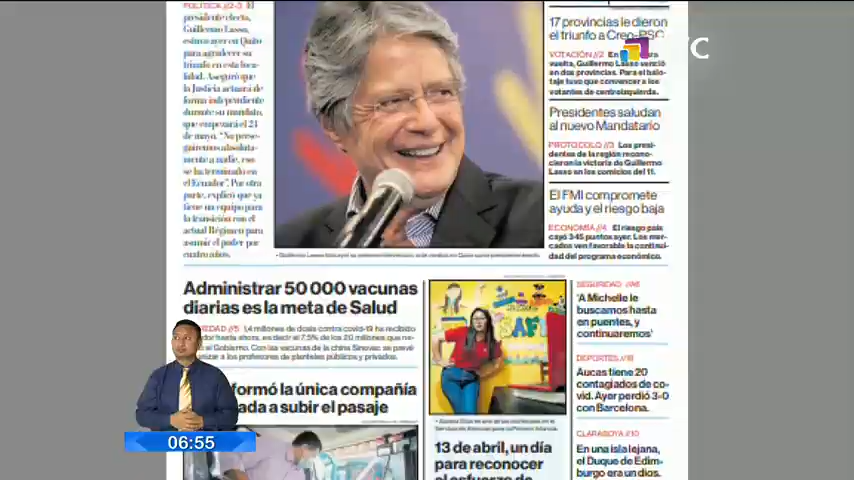 POLÍTICA //2-3 El
presidente electo,
Guillermo Lasso,
estuvo ayer en Quito
para agradecer su
triunfo en esta loca-
lidad. Aseguró que
la Justicia actuará de
forma independiente
durante su mandato,
que empezará el 24
de mayo. "No perse-
guiremos absoluta-
mente a nadie, eso
se ha terminado en
el Ecuador". Por otra
parte, explicó que ya
tiene un equipo para
la transición con el
actual Régimen para
asumir el poder por
cuatro años.
17 provincias le dieron
el triunfo a Creo-PSC
VOTACIÓN //2 En
vuelta, Guillermo Lasso venció
en dos provincias. Para el balo-
taje tuvo que convencer a los
votantes de centroizquierda.
Presidentes saludan
al nuevo Mandatario
PROTOCOLO //3 Los presi-
dentes de la región recono-
cieron la victoria de Guillermo
Lasso en los comicios del 11.
El FMI compromete
ayuda y el riesgo baja
ECONOMÍA //4 El riesgo país
cayó 345 puntos ayer. Los mer-
cados ven favorable la continui-
dad del programa económico.
Administrar 50 000 vacunas
diarias es la meta de Salud
EDAD //5 1,4 millones de dosis contra covid-19 ha recibido
hasta ahora, es decir el 7,5% de los 20 millones que ne-
el Gobierno. Con las vacunas de la china Sinovac se prevé
a los profesores de planteles públicos y privados.
formó la única compañía
ada a subir el pasaje
13 de abril, un día
para reconocer
el esfuerzo de
SEGURIDAD //
'A Michelle le
buscamos hasta
en puentes, y
continuaremos'
DEPORTES //
Aucas tiene 20
contagiados de co-
vid. Ayer perdió 3-0
con Barcelona.
CLARABOYA //10
En una isla lejana,
el Duque de Edim-
burgo era un dios.
06:55